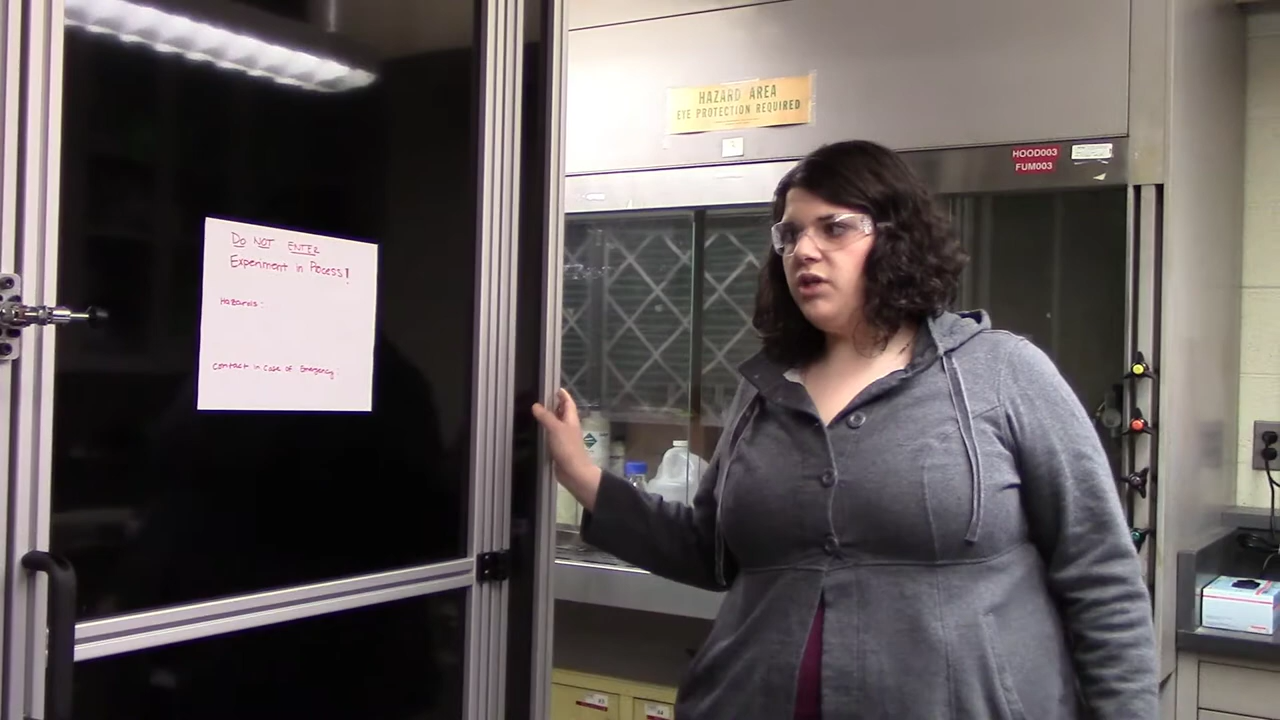 DO NOT ENTER
Experiment in Process!
Hazards:
Contact in Case of Emergency:
HAZARD AREA
EYE PROTECTION REQUIRED
HOOD003
FUM003